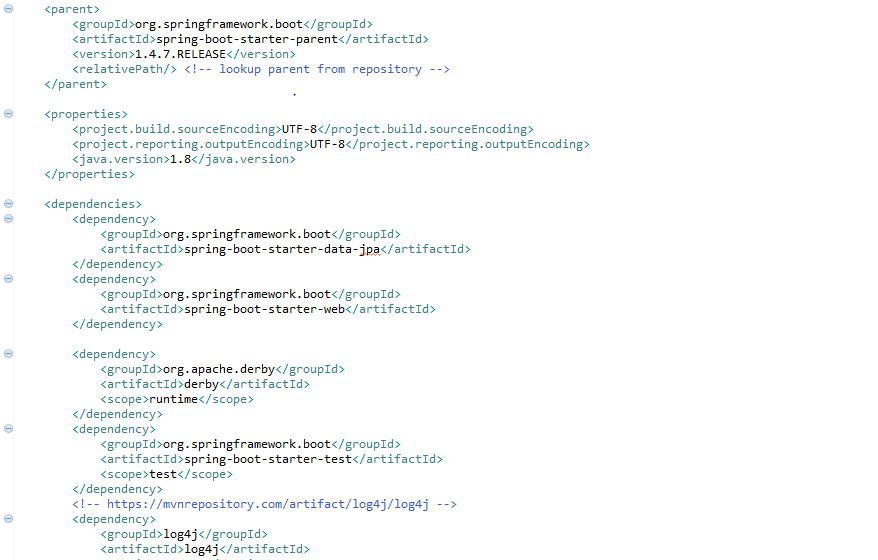 <parent>
<groupId>org.springframework.boot</groupId>
<artifactId>spring-boot-starter-parent</artifactId>
<version>1.4.7.RELEASE</version>
<relativePath/> <!-- lookup parent from repository -->
</parent>
<properties>
<project.build.sourceEncoding>UTF-8</project.build.sourceEncoding>
<project.reporting.outputEncoding>UTF-8</project.reporting.outputEncoding>
<java.version>1.8</java.version>
</properties>
<dependencies>
<dependency>
<groupId>org.springframework.boot</groupId>
<artifactId>spring-boot-starter-data-jpa</artifactId>
</dependency>
<dependency>
<groupId>org.springframework.boot</groupId>
<artifactId>spring-boot-starter-web</artifactId>
</dependency>
<dependency>
<groupId>org.apache.derby</groupId>
<artifactId>derby</artifactId>
<scope>runtime</scope>
</dependency>
<dependency>
<groupId>org.springframework.boot</groupId>
<artifactId>spring-boot-starter-test</artifactId>
<scope>test</scope>
</dependency>
<!-- https://mvnrepository.com/artifact/log4j/log4j -->
<dependency>
<groupId>log4j</groupId>
<artifactId>log4j</artifactId>